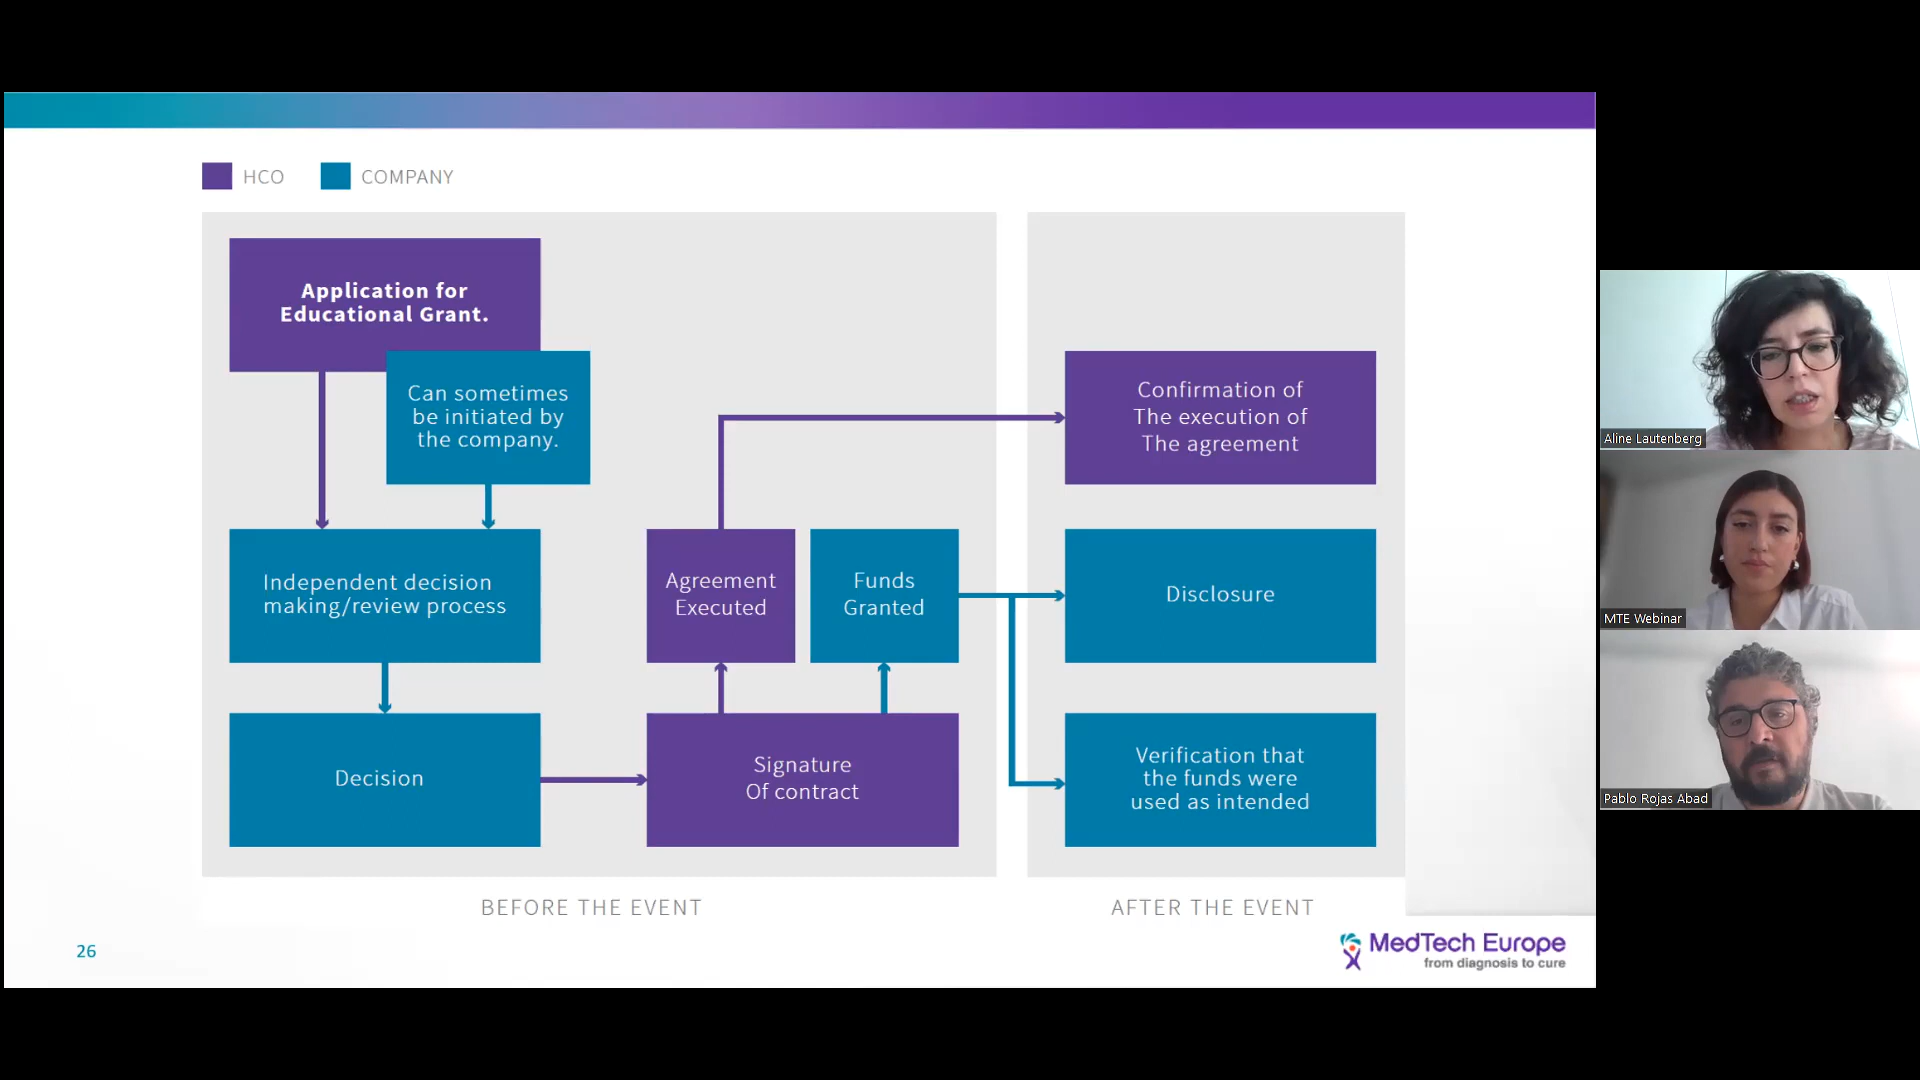 HCO
COMPANY
Application for
Educational Grant.
Can sometimes
be initiated by
the company.
Independent decision
making/review process
Decision
Agreement
Executed
Funds
Granted
Signature
Of contract
Confirmation of
The execution of
The agreement
Disclosure
Verification that
the funds were
used as intended
BEFORE THE EVENT
AFTER THE EVENT
26
MedTech Europe
from diagnosis to cure
Aline Lautenberg
MTE Webinar
Pablo Rojas Abad